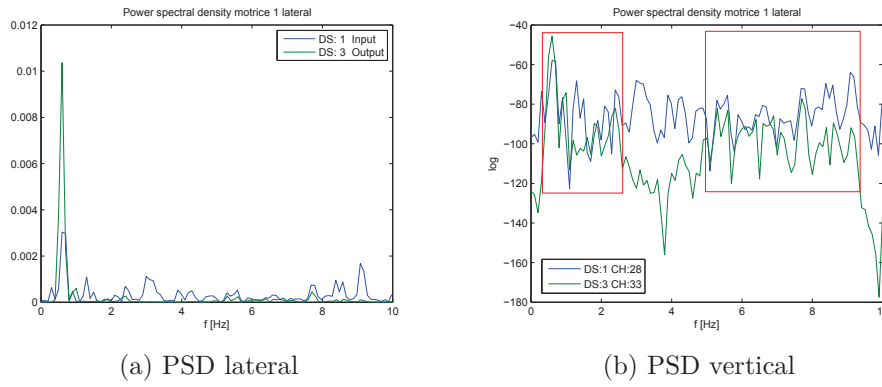 Power spectral density motrice 1 lateral
0.012
0.01
0.008
0.006
0.004
0.002
0
DS: 1 Input
DS: 3 Output
0 2 4 6 8 10
f [Hz]
(a) PSD lateral
Power spectral density motrice 1 lateral
-40
-60
-80
-100
-120
-140
-160
-180
log
DS:1 CH:28
DS:3 CH:33
0 2 4 6 8 10
f [Hz]
(b) PSD vertical